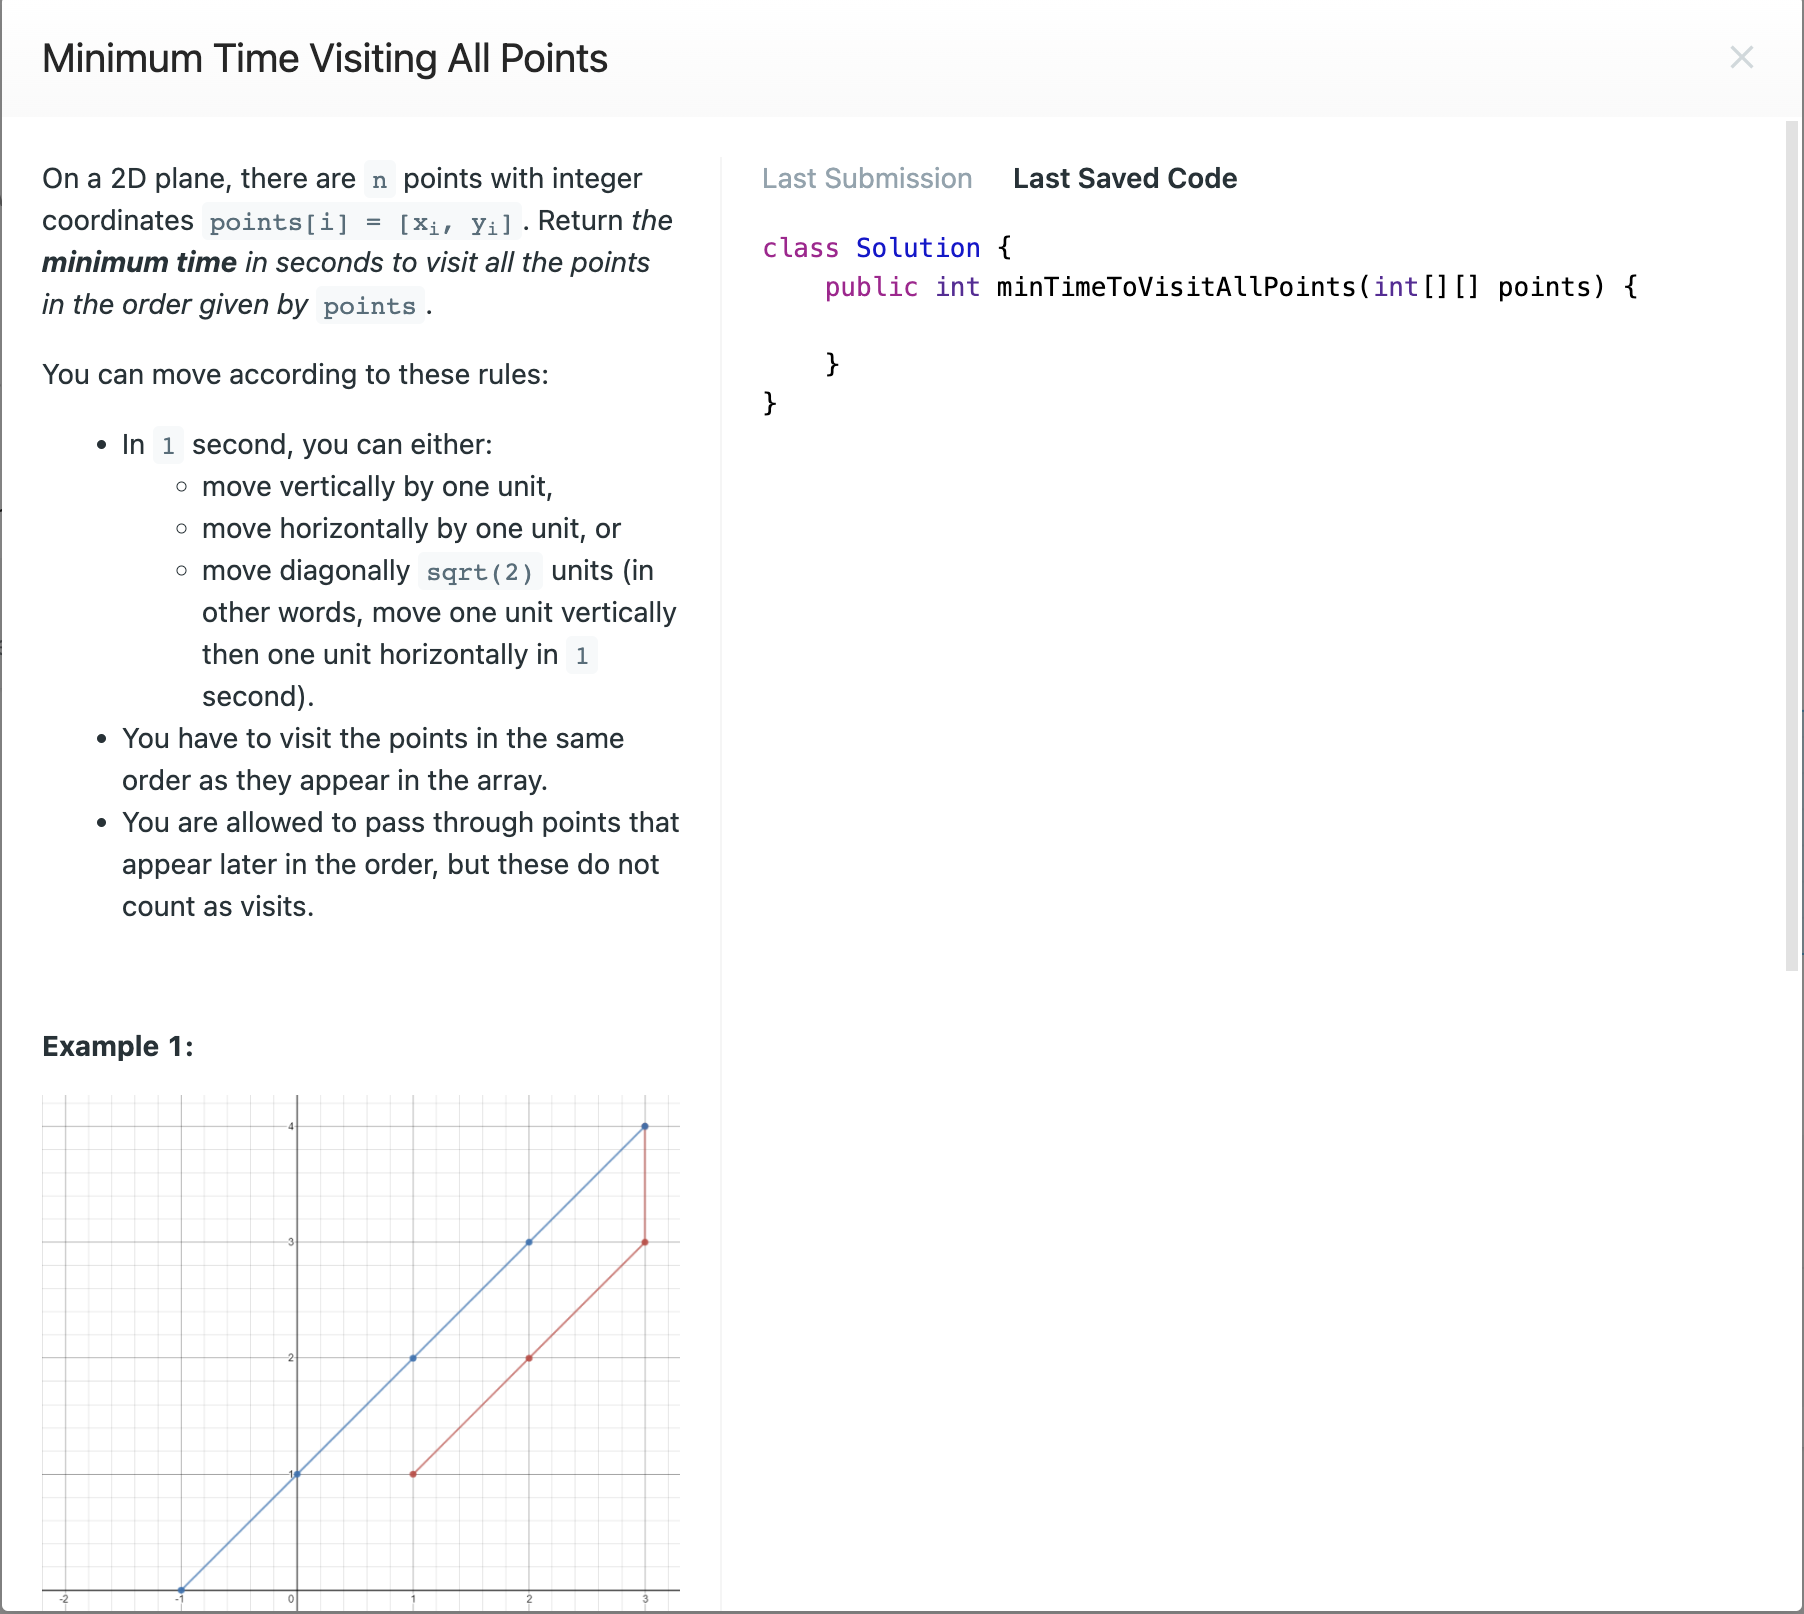 Minimum Time Visiting All Points
On a 2D plane, there are n points with integer
coordinates points[i] = [xi, yi]. Return the
minimum time in seconds to visit all the points
in the order given by points.
You can move according to these rules:
• In 1 second, you can either:
◦ move vertically by one unit,
◦ move horizontally by one unit, or
◦ move diagonally sqrt(2) units (in
other words, move one unit vertically
then one unit horizontally in 1
second).
• You have to visit the points in the same
order as they appear in the array.
• You are allowed to pass through points that
appear later in the order, but these do not
count as visits.
Example 1:
4
3
2
1
-2 -1 0 1 2 3
Last Submission Last Saved Code
class Solution {
    public int minTimeToVisitAllPoints(int[][] points) {
    }
}